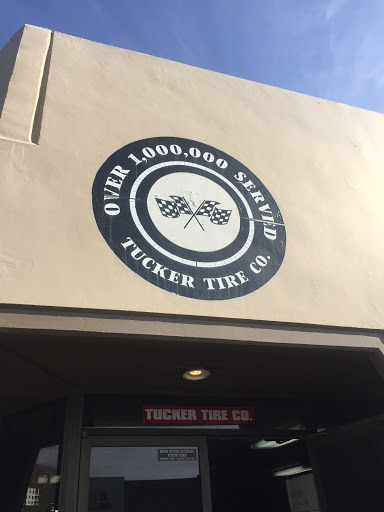 OVER 1,000,000 SERVED
TUCKER TIRE CO.
TUCKER TIRE CO.